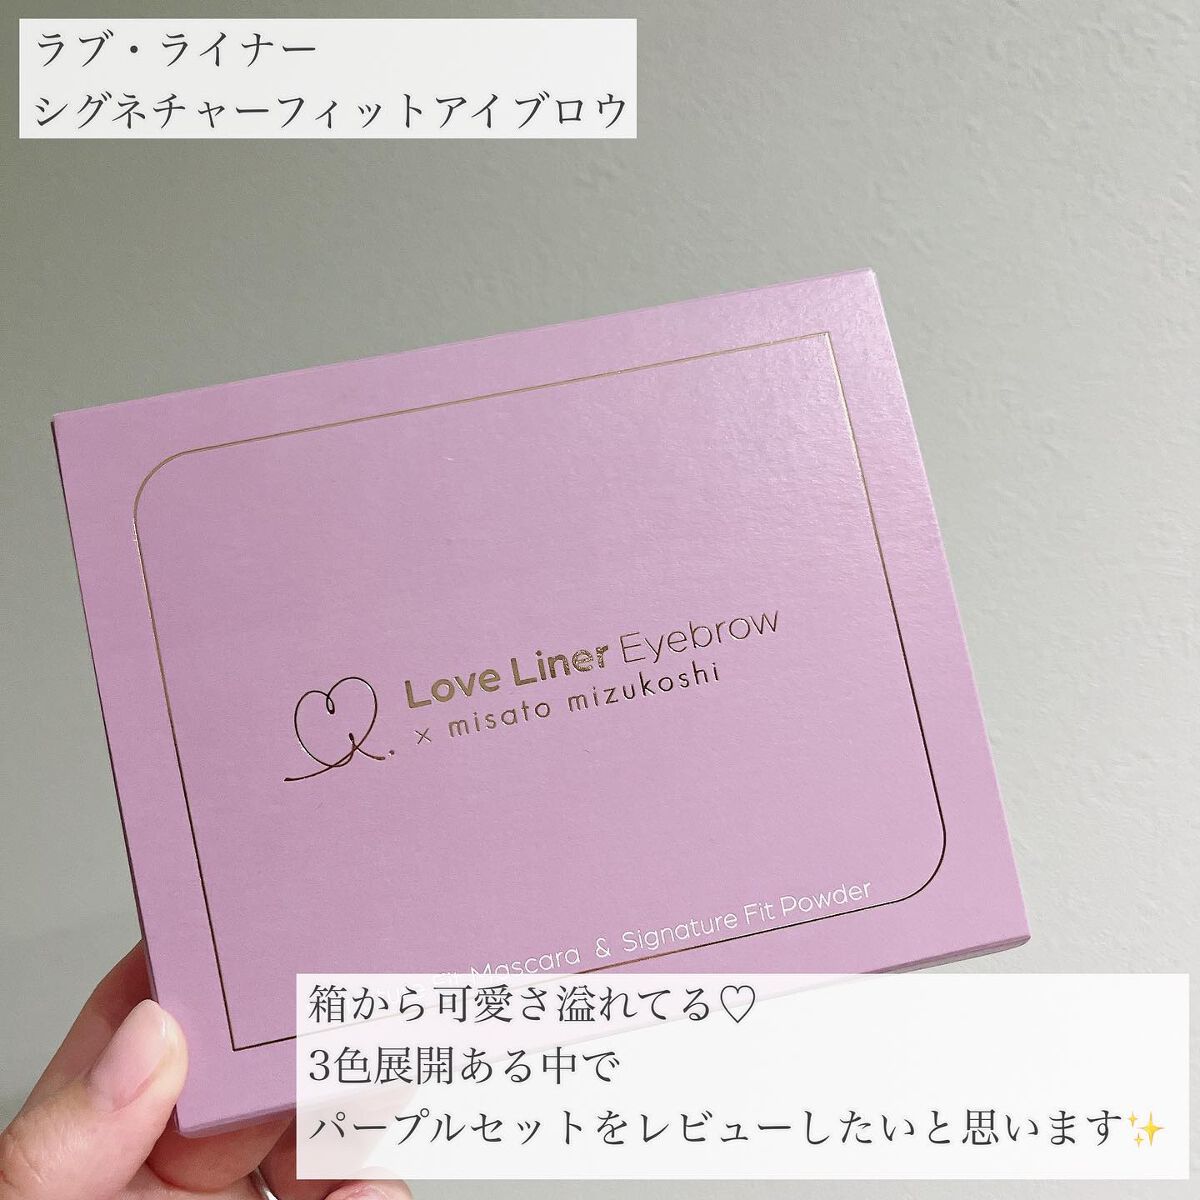 ラブ・ライナー
シグネチャーフィットアイブロウ
Love Liner Eyebrow
× misato mizukoshi
Mascara & Signature Fit Powder
箱から可愛さ溢れてる♡
3色展開ある中で
パープルセットをレビューしたいと思います✨